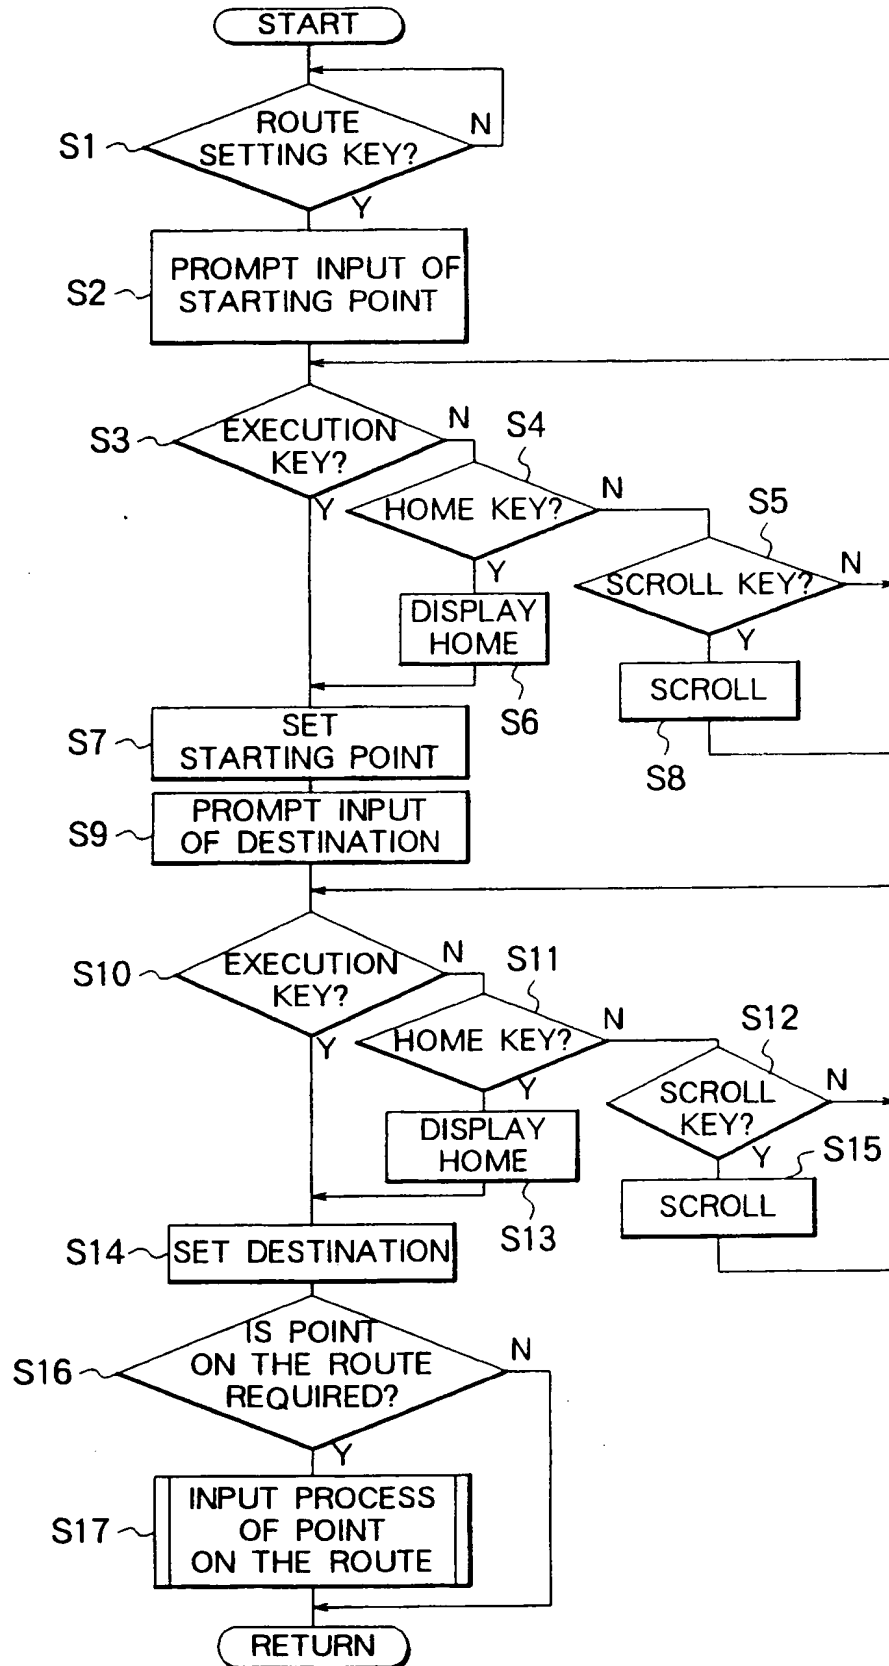 START
ROUTE
SETTING KEY?
N
S1
Y
PROMPT INPUT OF
STARTING POINT
S2
EXECUTION
KEY?
N
S3
Y
S4
HOME KEY?
N
Y
S5
SCROLL KEY?
N
Y
DISPLAY
HOME
S6
SCROLL
S8
SET
STARTING POINT
S7
PROMPT INPUT
OF DESTINATION
S9
EXECUTION
KEY?
N
S10
Y
S11
HOME KEY?
N
Y
S12
SCROLL
KEY?
N
Y
DISPLAY
HOME
S13
S15
SCROLL
SET DESTINATION
S14
IS POINT
ON THE ROUTE
REQUIRED?
N
S16
Y
INPUT PROCESS
OF POINT
ON THE ROUTE
S17
RETURN